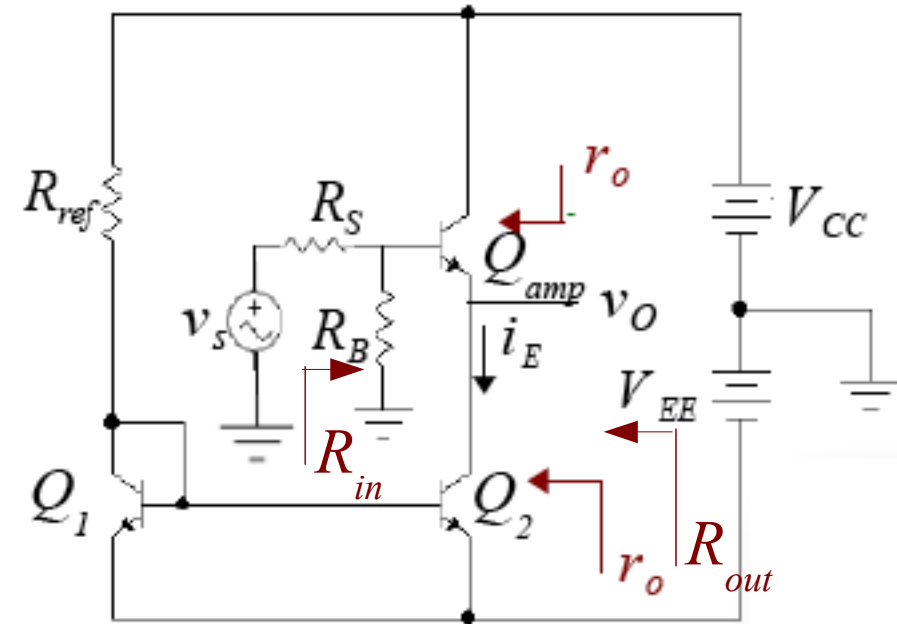 r_o
R_ref
R_S
V_CC
Q_amp
v_s
+
R_B
v_O
i_E
V_EE
R_in
Q_1
Q_2
r_o
R_out